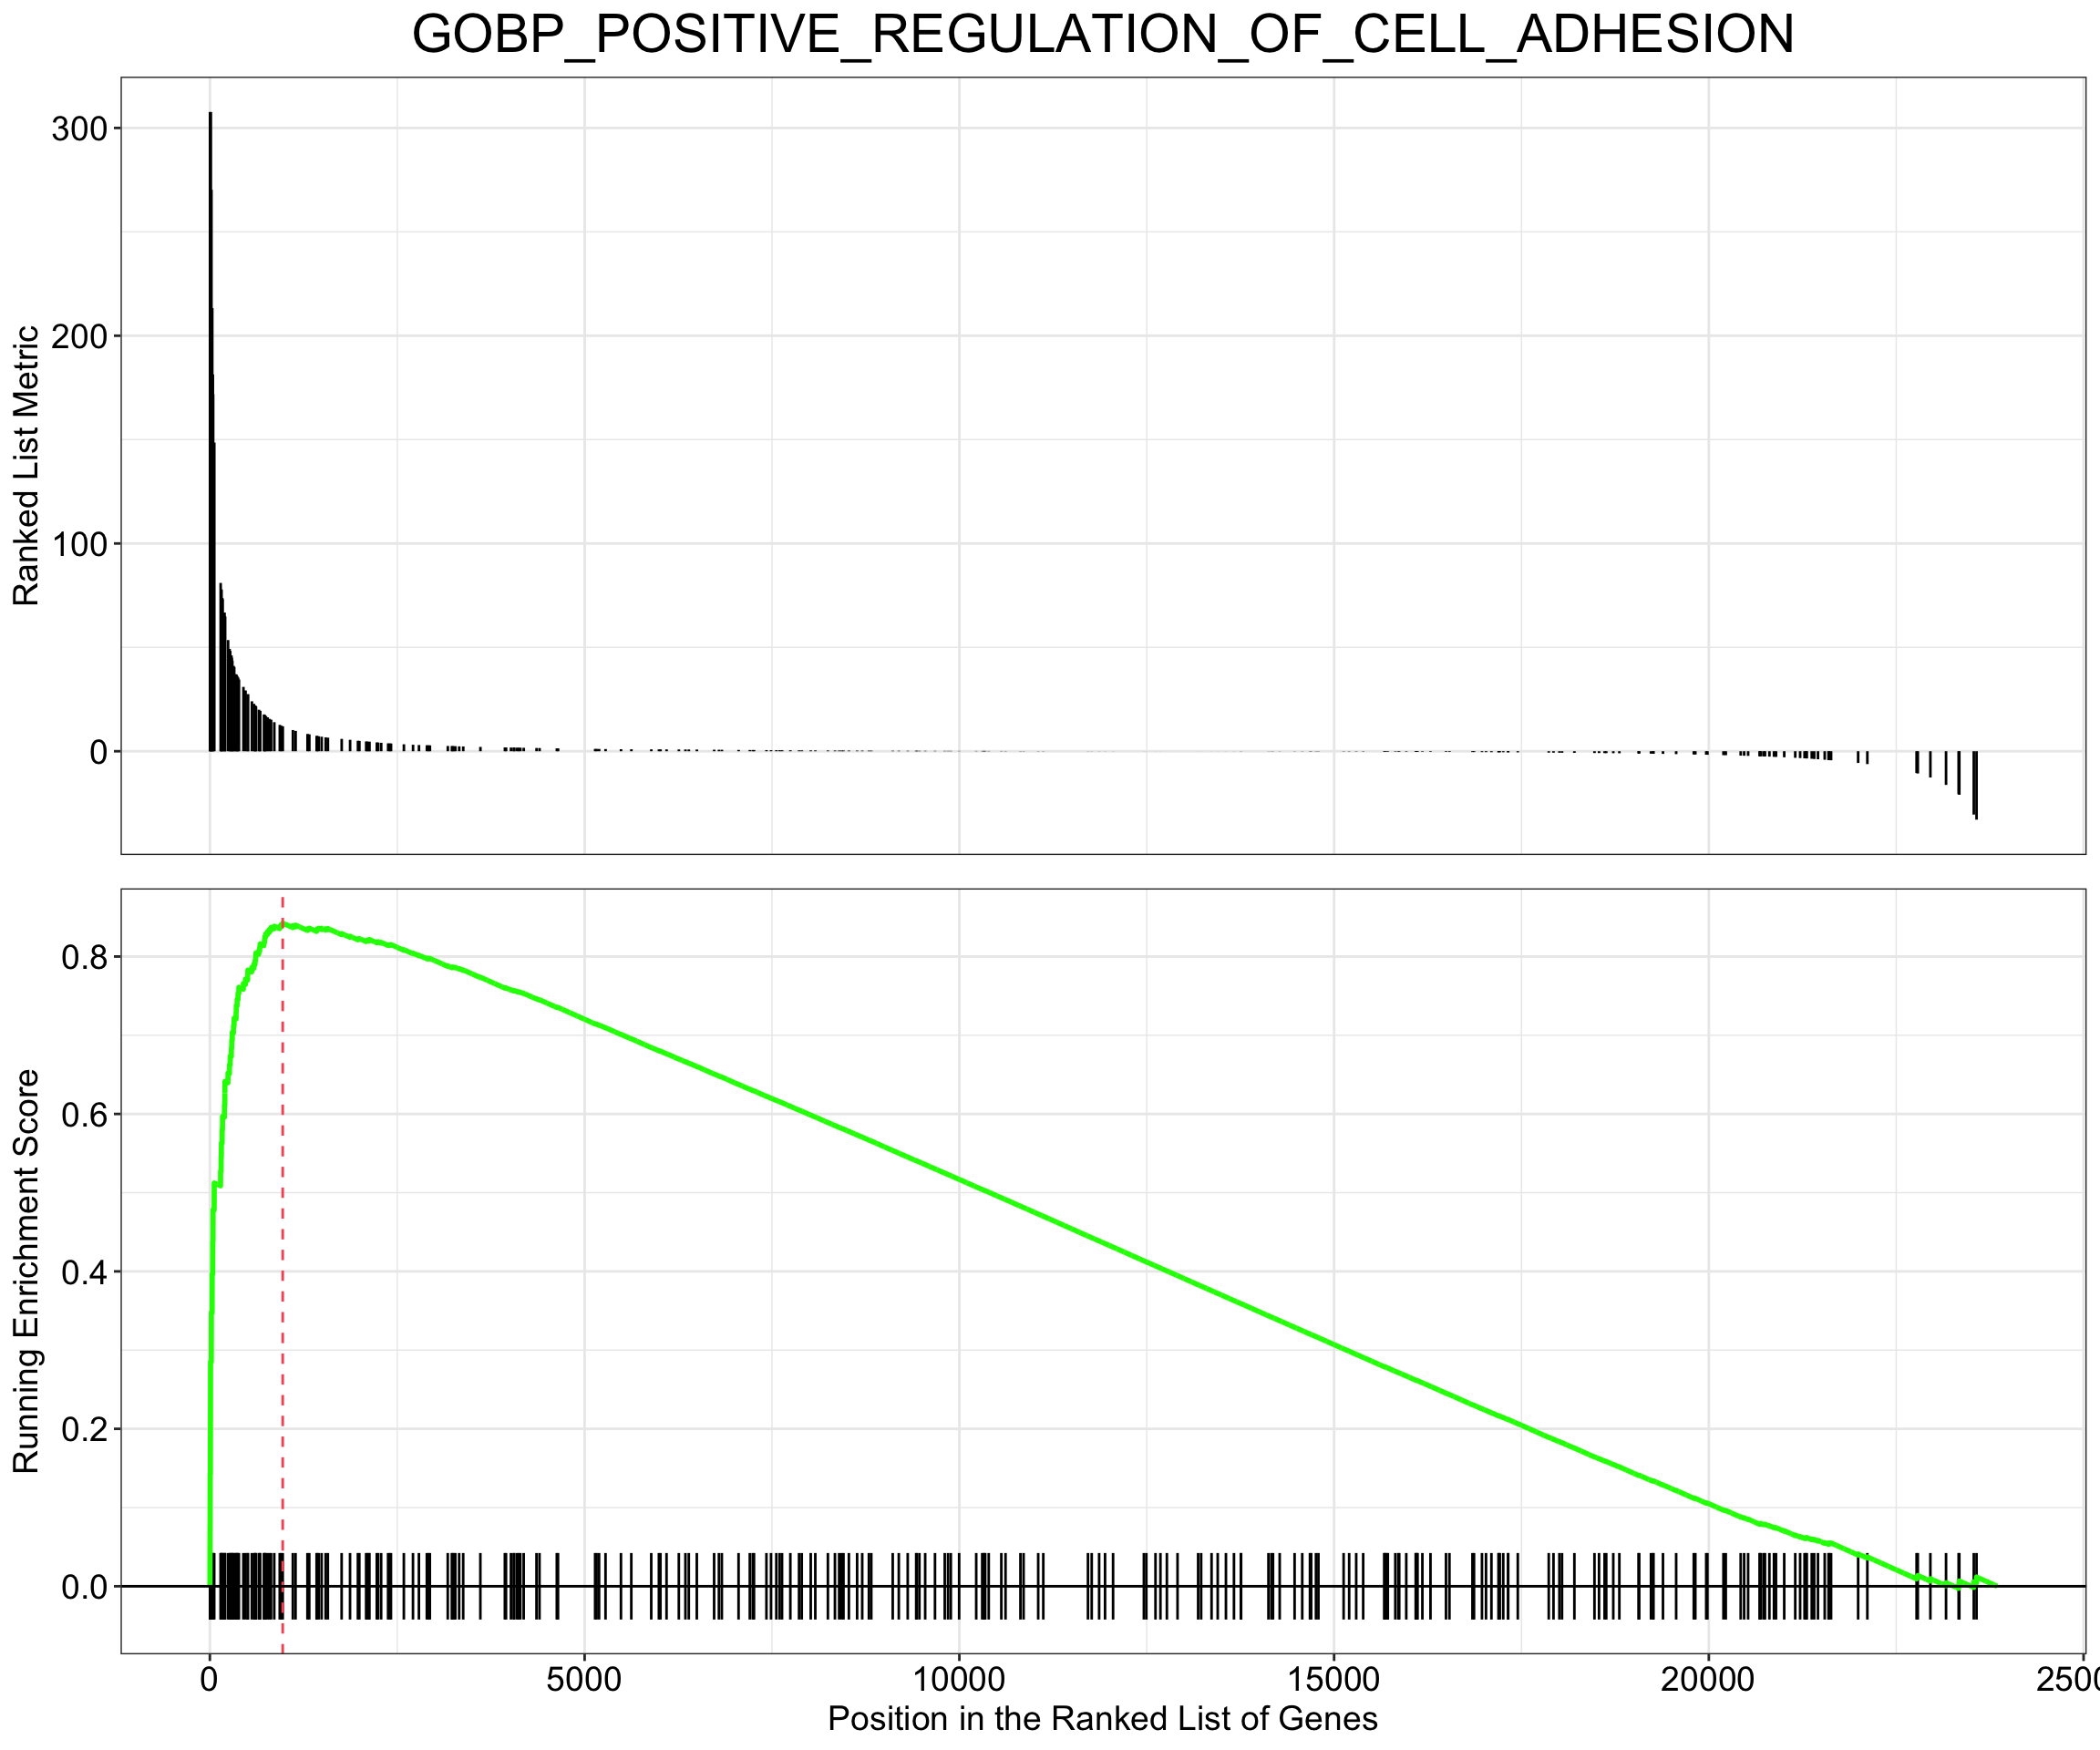 GOBP_POSITIVE_REGULATION_OF_CELL_ADHESION
Ranked List Metric
300
200
100
0
Running Enrichment Score
0.8
0.6
0.4
0.2
0.0
0 5000 10000 15000 20000 2500
Position in the Ranked List of Genes